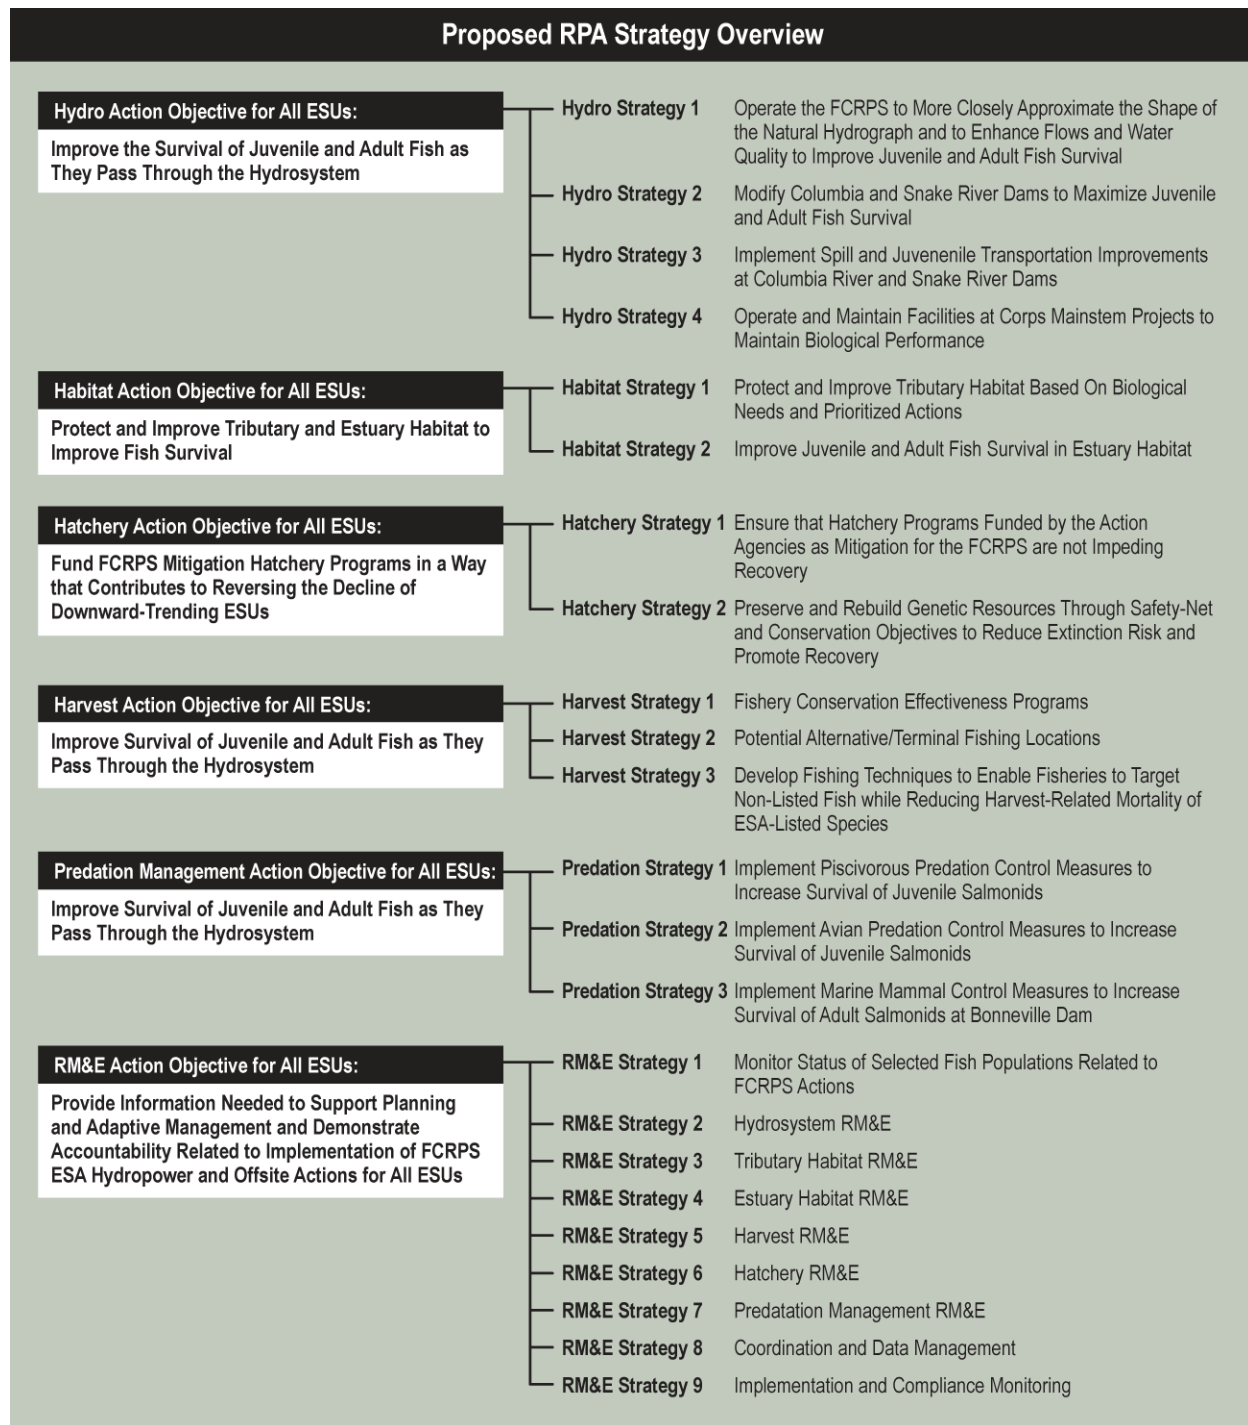 Proposed RPA Strategy Overview
Hydro Action Objective for All ESUs:
Improve the Survival of Juvenile and Adult Fish as
They Pass Through the Hydrosystem
Hydro Strategy 1 Operate the FCRPS to More Closely Approximate the Shape of
the Natural Hydrograph and to Enhance Flows and Water
Quality to Improve Juvenile and Adult Fish Survival
Hydro Strategy 2 Modify Columbia and Snake River Dams to Maximize Juvenile
and Adult Fish Survival
Hydro Strategy 3 Implement Spill and Juvenenile Transportation Improvements
at Columbia River and Snake River Dams
Hydro Strategy 4 Operate and Maintain Facilities at Corps Mainstem Projects to
Maintain Biological Performance
Habitat Action Objective for All ESUs:
Protect and Improve Tributary and Estuary Habitat to
Improve Fish Survival
Habitat Strategy 1 Protect and Improve Tributary Habitat Based On Biological
Needs and Prioritized Actions
Habitat Strategy 2 Improve Juvenile and Adult Fish Survival in Estuary Habitat
Hatchery Action Objective for All ESUs:
Fund FCRPS Mitigation Hatchery Programs in a Way
that Contributes to Reversing the Decline of
Downward-Trending ESUs
Hatchery Strategy 1 Ensure that Hatchery Programs Funded by the Action
Agencies as Mitigation for the FCRPS are not Impeding
Recovery
Hatchery Strategy 2 Preserve and Rebuild Genetic Resources Through Safety-Net
and Conservation Objectives to Reduce Extinction Risk and
Promote Recovery
Harvest Action Objective for All ESUs:
Improve Survival of Juvenile and Adult Fish as They
Pass Through the Hydrosystem
Harvest Strategy 1 Fishery Conservation Effectiveness Programs
Harvest Strategy 2 Potential Alternative/Terminal Fishing Locations
Harvest Strategy 3 Develop Fishing Techniques to Enable Fisheries to Target
Non-Listed Fish while Reducing Harvest-Related Mortality of
ESA-Listed Species
Predation Management Action Objective for All ESUs:
Improve Survival of Juvenile and Adult Fish as They
Pass Through the Hydrosystem
Predation Strategy 1 Implement Piscivorous Predation Control Measures to
Increase Survival of Juvenile Salmonids
Predation Strategy 2 Implement Avian Predation Control Measures to Increase
Survival of Juvenile Salmonids
Predation Strategy 3 Implement Marine Mammal Control Measures to Increase
Survival of Adult Salmonids at Bonneville Dam
RM&E Action Objective for All ESUs:
Provide Information Needed to Support Planning
and Adaptive Management and Demonstrate
Accountability Related to Implementation of FCRPS
ESA Hydropower and Offsite Actions for All ESUs
RM&E Strategy 1 Monitor Status of Selected Fish Populations Related to
FCRPS Actions
RM&E Strategy 2 Hydrosystem RM&E
RM&E Strategy 3 Tributary Habitat RM&E
RM&E Strategy 4 Estuary Habitat RM&E
RM&E Strategy 5 Harvest RM&E
RM&E Strategy 6 Hatchery RM&E
RM&E Strategy 7 Predatation Management RM&E
RM&E Strategy 8 Coordination and Data Management
RM&E Strategy 9 Implementation and Compliance Monitoring